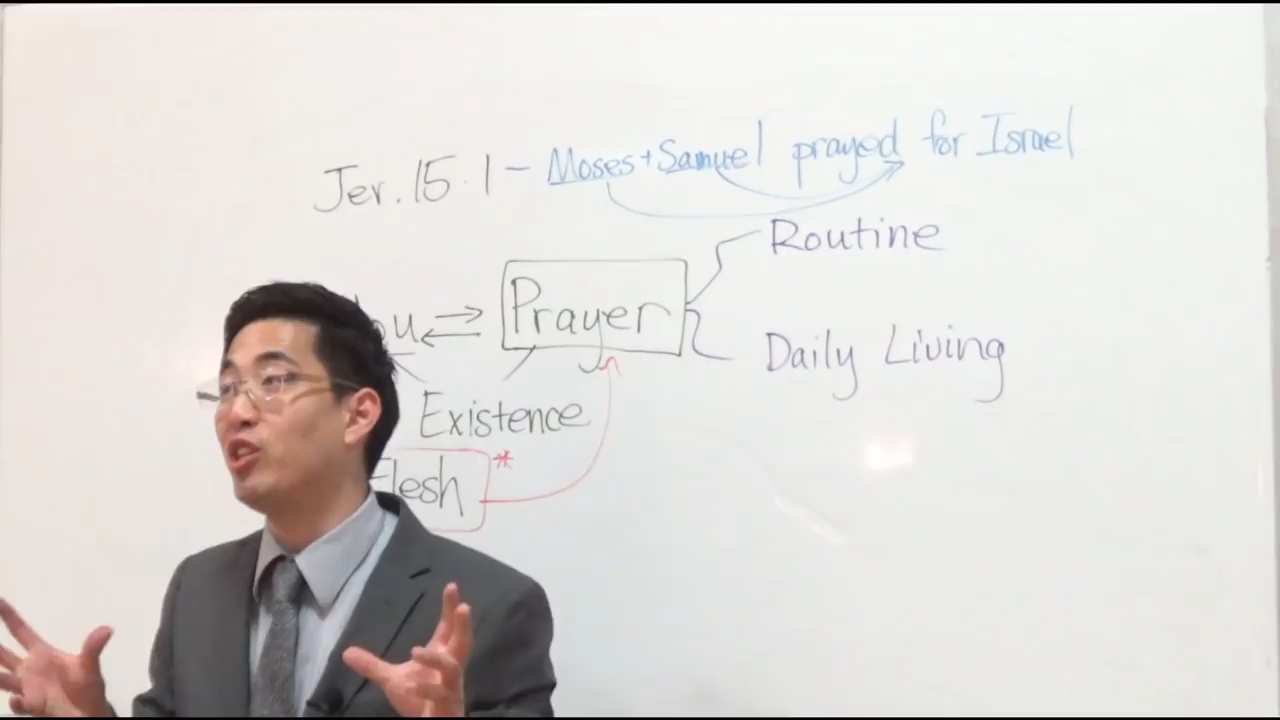 Jer. 15:1 - Moses + Samuel prayed for Israel
Routine
Prayer
Daily Living
Existence
*